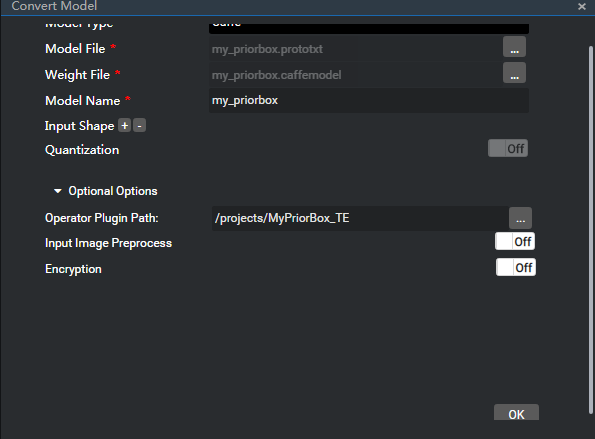 Convert Model ×
Model Type Caffe
Model File * my_priorbox.prototxt ...
Weight File * my_priorbox.caffemodel ...
Model Name * my_priorbox
Input Shape + -
Quantization Off
Optional Options
Operator Plugin Path: /projects/MyPriorBox_TE ...
Input Image Preprocess Off
Encryption Off
OK